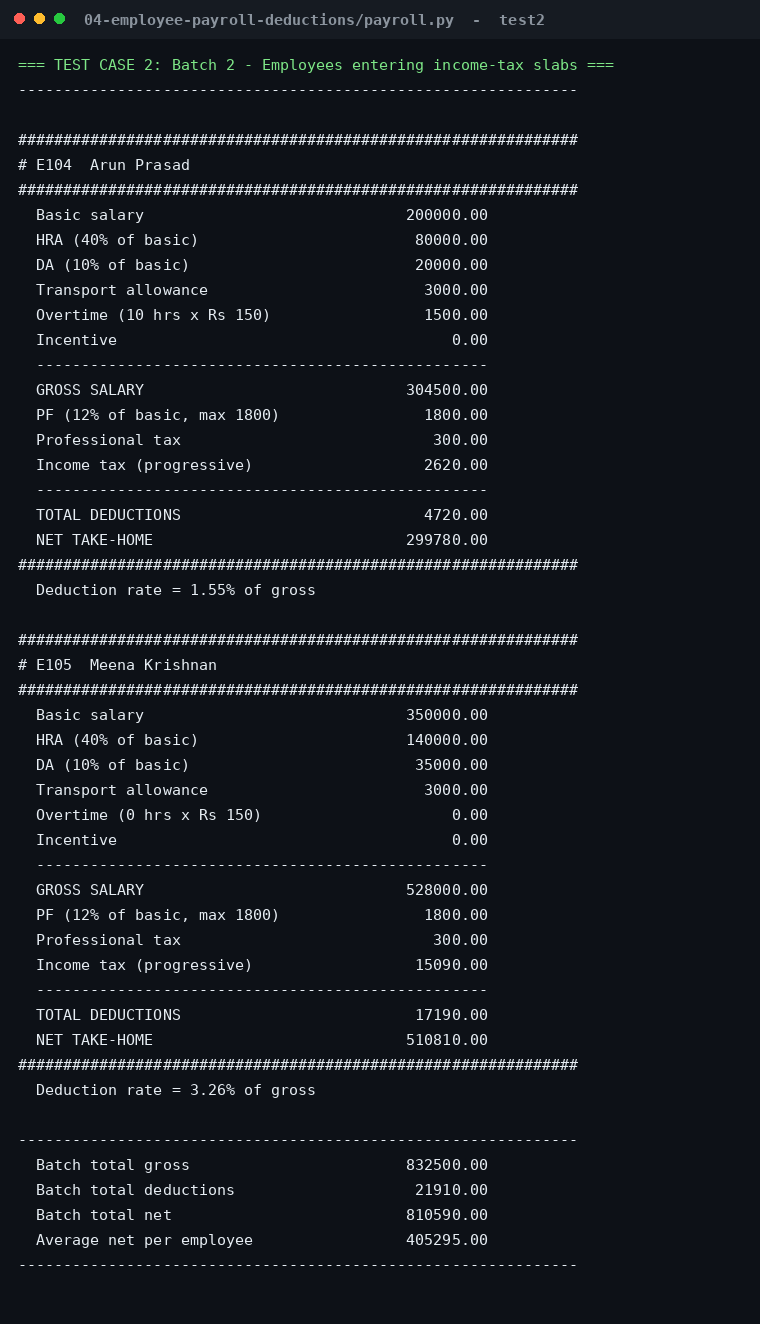 04-employee-payroll-deductions/payroll.py  -  test2
=== TEST CASE 2: Batch 2 - Employees entering income-tax slabs ===
--------------------------------------------------------------
##############################################################
# E104  Arun Prasad
##############################################################
  Basic salary                             200000.00
  HRA (40% of basic)                        80000.00
  DA (10% of basic)                         20000.00
  Transport allowance                        3000.00
  Overtime (10 hrs x Rs 150)                 1500.00
  Incentive                                     0.00
  --------------------------------------------------
  GROSS SALARY                             304500.00
  PF (12% of basic, max 1800)                1800.00
  Professional tax                            300.00
  Income tax (progressive)                   2620.00
  --------------------------------------------------
  TOTAL DEDUCTIONS                           4720.00
  NET TAKE-HOME                            299780.00
##############################################################
  Deduction rate = 1.55% of gross
##############################################################
# E105  Meena Krishnan
##############################################################
  Basic salary                             350000.00
  HRA (40% of basic)                       140000.00
  DA (10% of basic)                         35000.00
  Transport allowance                        3000.00
  Overtime (0 hrs x Rs 150)                     0.00
  Incentive                                     0.00
  --------------------------------------------------
  GROSS SALARY                             528000.00
  PF (12% of basic, max 1800)                1800.00
  Professional tax                            300.00
  Income tax (progressive)                  15090.00
  --------------------------------------------------
  TOTAL DEDUCTIONS                          17190.00
  NET TAKE-HOME                            510810.00
##############################################################
  Deduction rate = 3.26% of gross
--------------------------------------------------------------
  Batch total gross                        832500.00
  Batch total deductions                    21910.00
  Batch total net                          810590.00
  Average net per employee                 405295.00
--------------------------------------------------------------